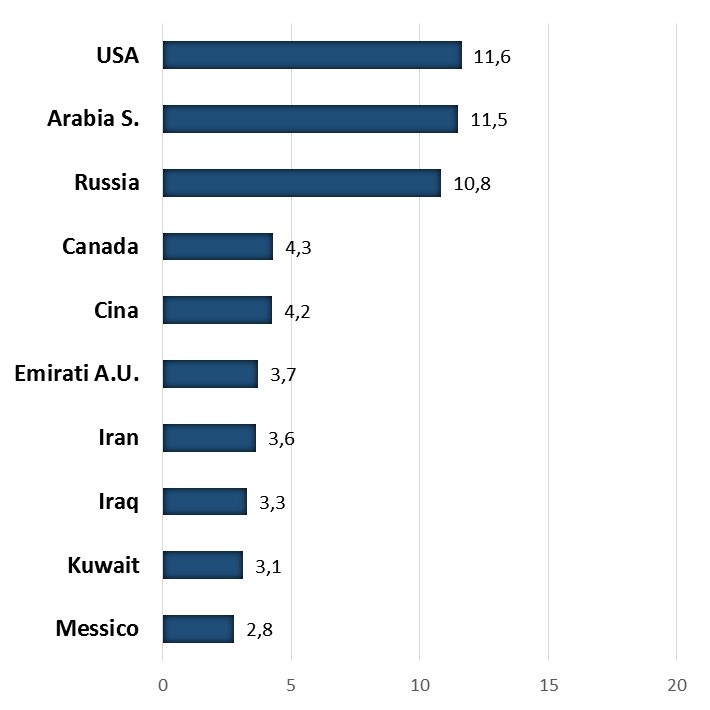 USA 11,6
Arabia S. 11,5
Russia 10,8
Canada 4,3
Cina 4,2
Emirati A.U. 3,7
Iran 3,6
Iraq 3,3
Kuwait 3,1
Messico 2,8
0 5 10 15 20